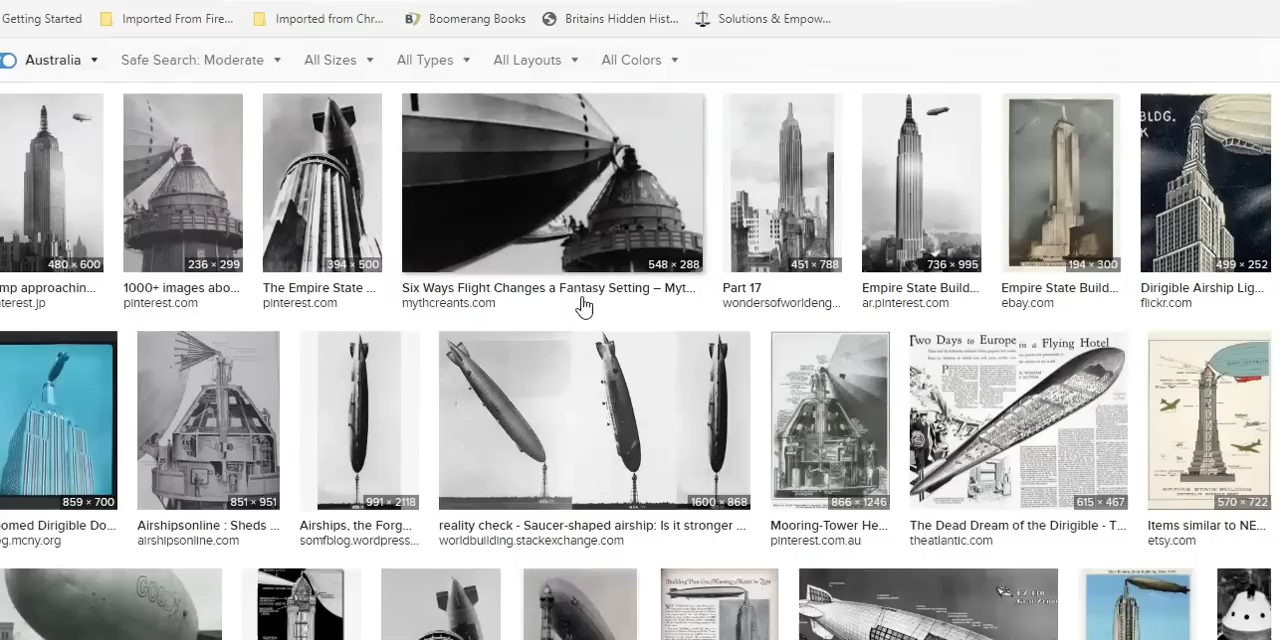 Getting Started
Imported From Fire...
Imported from Chr...
Boomerang Books
Britains Hidden Hist...
Solutions & Empow...
Australia
Safe Search: Moderate
All Sizes
All Types
All Layouts
All Colors
BLDG.
K
480 × 600
236 × 299
394 × 500
548 × 288
451 × 788
736 × 995
194 × 300
499 × 252
mp approachin...
1000+ images abo...
The Empire State ...
Six Ways Flight Changes a Fantasy Setting – Myt...
Part 17
Empire State Build...
Empire State Build...
Dirigible Airship Lig...
terest.jp
pinterest.com
pinterest.com
mythcreants.com
wondersofworldeng...
ar.pinterest.com
ebay.com
flickr.com
Two Days to Europe in a Flying Hotel
EMPIRE STATE BUILDING
859 × 700
851 × 951
991 × 2118
1600 × 868
866 × 1246
615 × 467
570 × 722
omed Dirigible Do...
Airshipsonline : Sheds ...
Airships, the Forg...
reality check - Saucer-shaped airship: Is it stronger ...
Mooring-Tower He...
The Dead Dream of the Dirigible - T...
Items similar to NE...
g.mcny.org
airshipsonline.com
somfblog.wordpress...
worldbuilding.stackexchange.com
pinterest.com.au
theatlantic.com
etsy.com